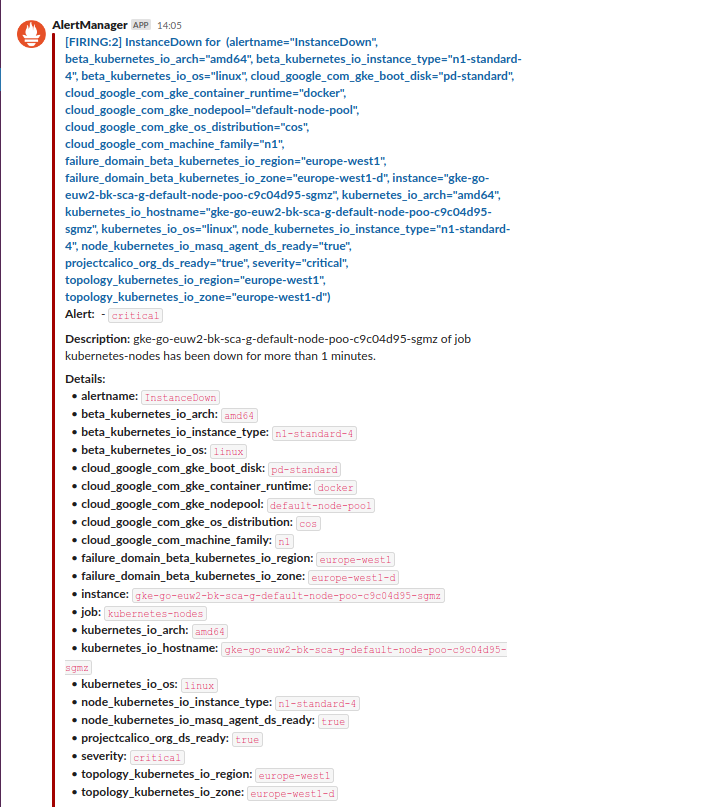 AlertManager APP 14:05
[FIRING:2] InstanceDown for (alertname="InstanceDown",
beta_kubernetes_io_arch="amd64", beta_kubernetes_io_instance_type="n1-standard-
4", beta_kubernetes_io_os="linux", cloud_google_com_gke_boot_disk="pd-standard",
cloud_google_com_gke_container_runtime="docker",
cloud_google_com_gke_nodepool="default-node-pool",
cloud_google_com_gke_os_distribution="cos",
cloud_google_com_machine_family="n1",
failure_domain_beta_kubernetes_io_region="europe-west1",
failure_domain_beta_kubernetes_io_zone="europe-west1-d", instance="gke-go-
euw2-bk-sca-g-default-node-poo-c9c04d95-sgmz", kubernetes_io_arch="amd64",
kubernetes_io_hostname="gke-go-euw2-bk-sca-g-default-node-poo-c9c04d95-
sgmz", kubernetes_io_os="linux", node_kubernetes_io_instance_type="n1-standard-
4", node_kubernetes_io_masq_agent_ds_ready="true",
projectcalico_org_ds_ready="true", severity="critical",
topology_kubernetes_io_region="europe-west1",
topology_kubernetes_io_zone="europe-west1-d")
Alert: - critical
Description: gke-go-euw2-bk-sca-g-default-node-poo-c9c04d95-sgmz of job
kubernetes-nodes has been down for more than 1 minutes.
Details:
• alertname: InstanceDown
• beta_kubernetes_io_arch: amd64
• beta_kubernetes_io_instance_type: n1-standard-4
• beta_kubernetes_io_os: linux
• cloud_google_com_gke_boot_disk: pd-standard
• cloud_google_com_gke_container_runtime: docker
• cloud_google_com_gke_nodepool: default-node-pool
• cloud_google_com_gke_os_distribution: cos
• cloud_google_com_machine_family: n1
• failure_domain_beta_kubernetes_io_region: europe-west1
• failure_domain_beta_kubernetes_io_zone: europe-west1-d
• instance: gke-go-euw2-bk-sca-g-default-node-poo-c9c04d95-sgmz
• job: kubernetes-nodes
• kubernetes_io_arch: amd64
• kubernetes_io_hostname: gke-go-euw2-bk-sca-g-default-node-poo-c9c04d95-
sgmz
• kubernetes_io_os: linux
• node_kubernetes_io_instance_type: n1-standard-4
• node_kubernetes_io_masq_agent_ds_ready: true
• projectcalico_org_ds_ready: true
• severity: critical
• topology_kubernetes_io_region: europe-west1
• topology_kubernetes_io_zone: europe-west1-d